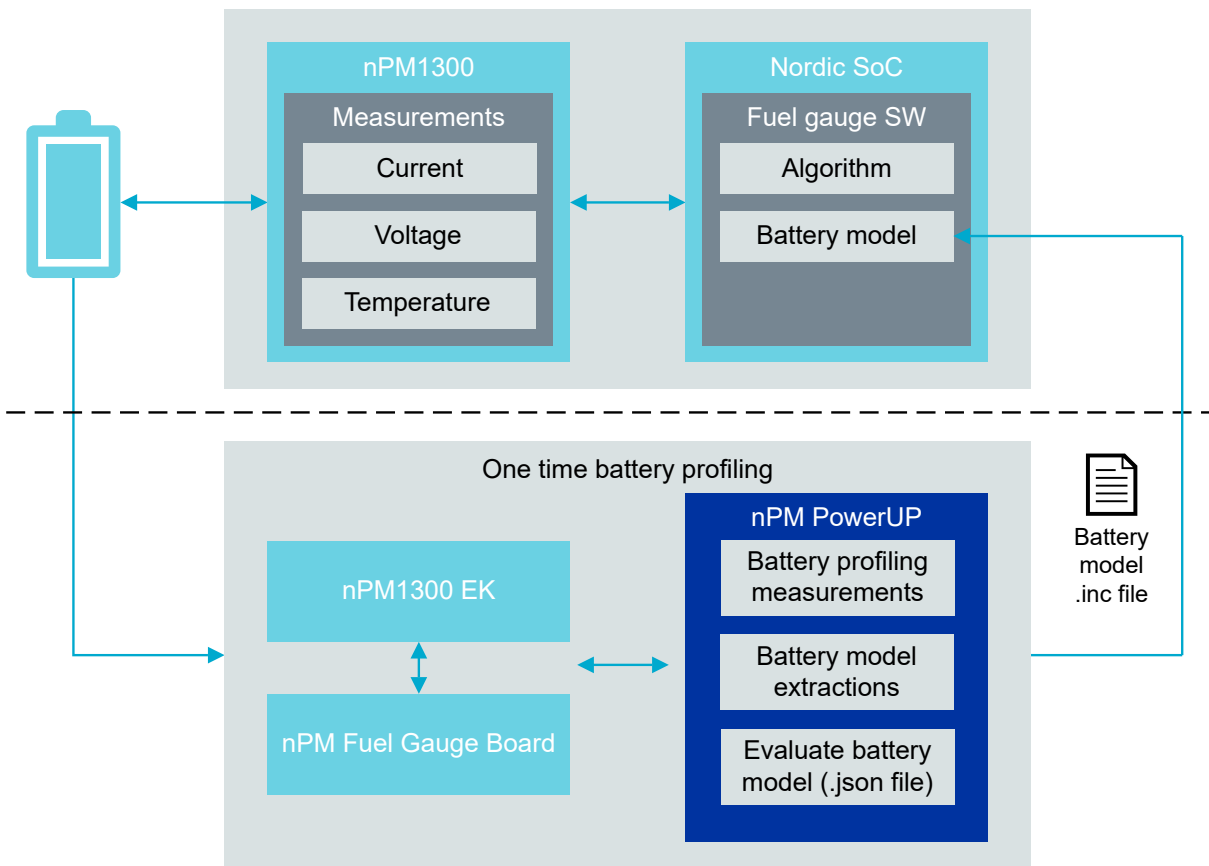 nPM1300
Measurements
Current
Voltage
Temperature
Nordic SoC
Fuel gauge SW
Algorithm
Battery model
One time battery profiling
nPM1300 EK
nPM Fuel Gauge Board
nPM PowerUP
Battery profiling
measurements
Battery model
extractions
Evaluate battery
model (.json file)
Battery
model
.inc file